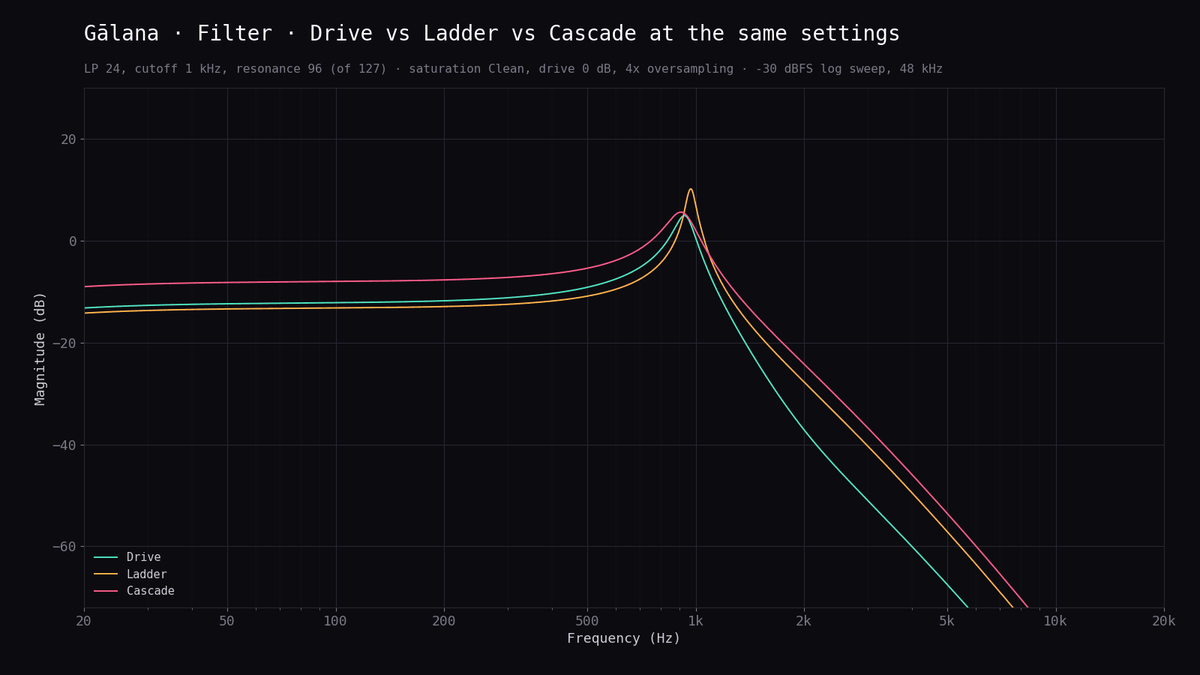 Gālana · Filter · Drive vs Ladder vs Cascade at the same settings
LP 24, cutoff 1 kHz, resonance 96 (of 127) · saturation Clean, drive 0 dB, 4x oversampling · -30 dBFS log sweep, 48 kHz
Magnitude (dB)
20
0
−20
−40
−60
Drive
Ladder
Cascade
20 50 100 200 500 1k 2k 5k 10k 20k
Frequency (Hz)